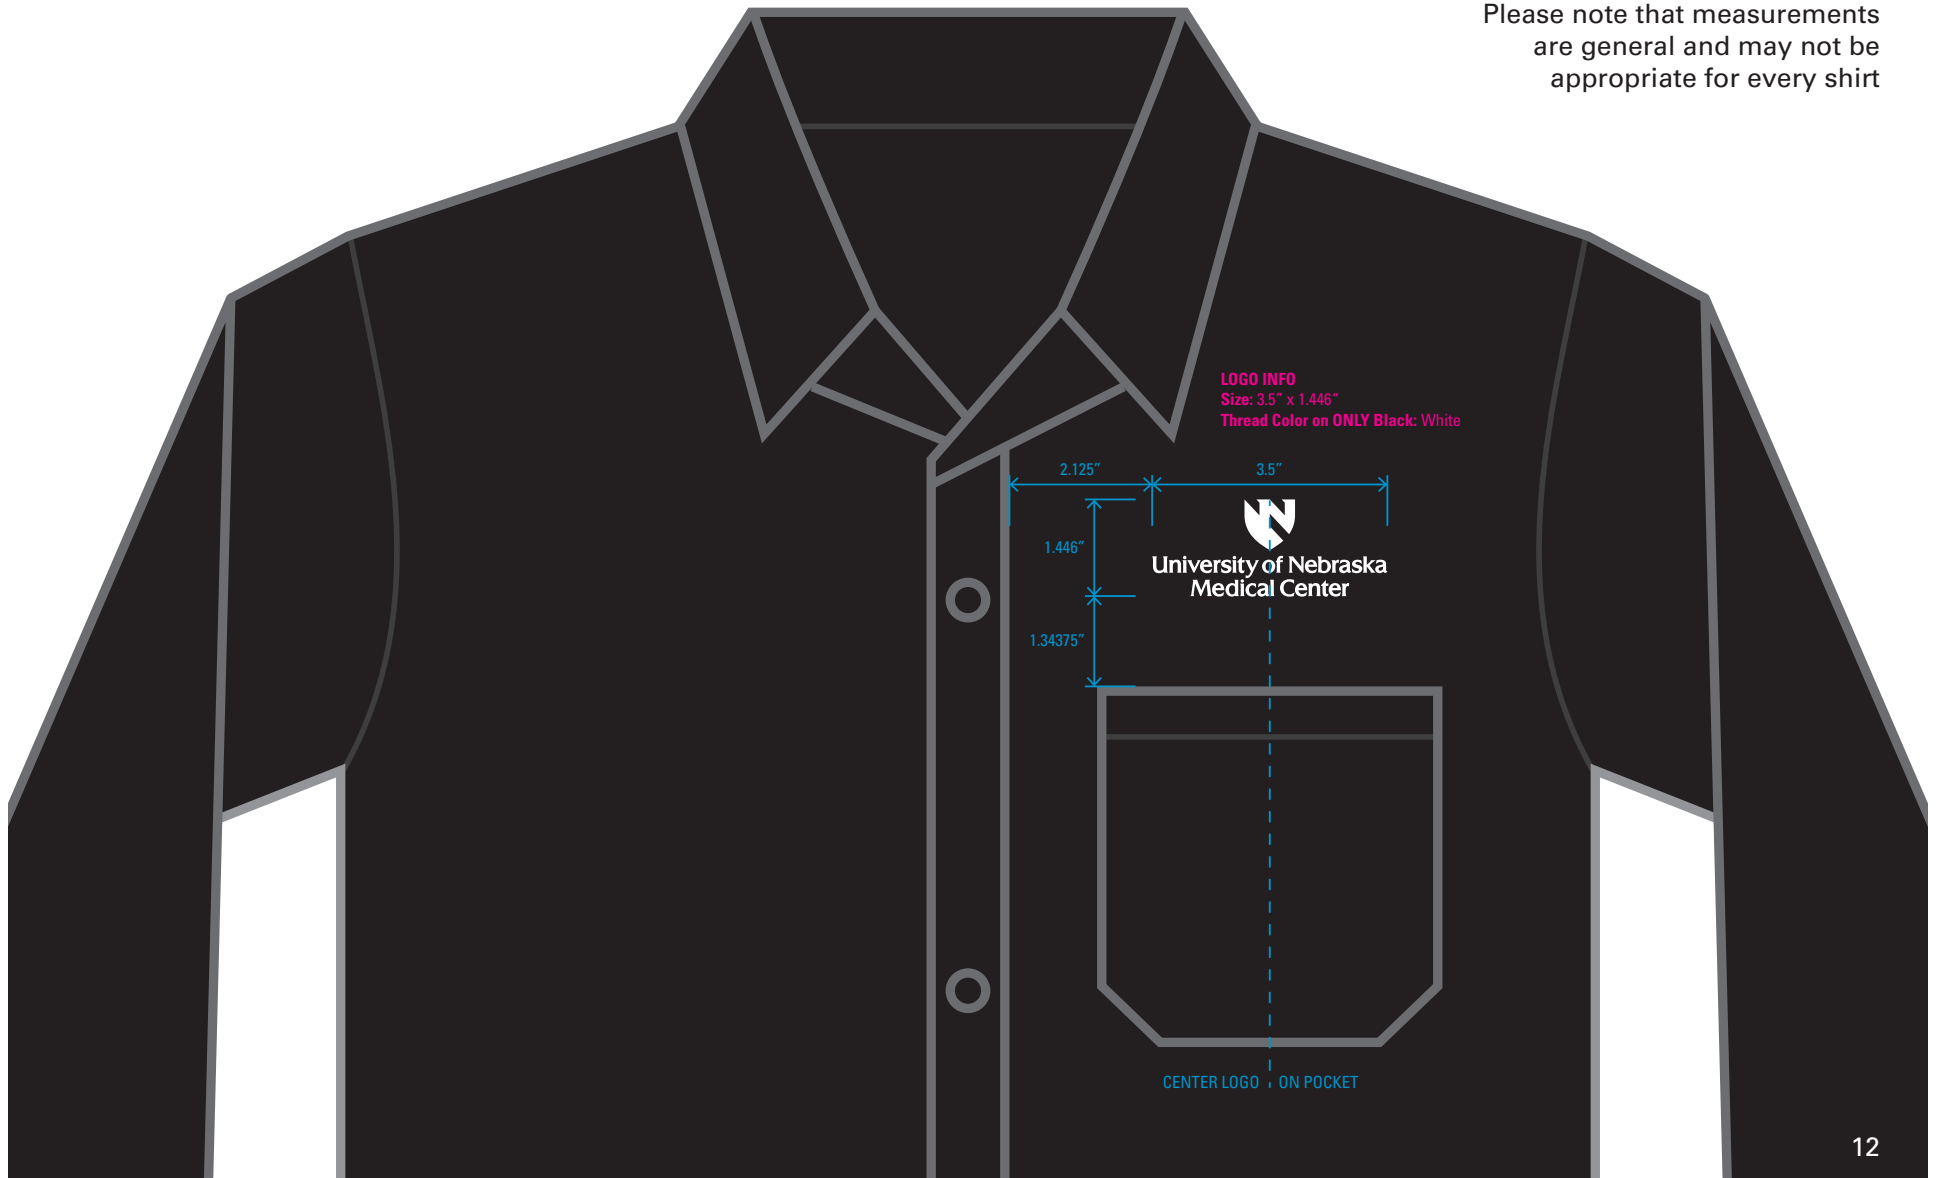 Please note that measurements
are general and may not be
appropriate for every shirt
LOGO INFO
Size: 3.5″ x 1.446″
Thread Color on ONLY Black: White
2.125″
3.5″
1.446″
University of Nebraska
Medical Center
1.34375″
CENTER LOGO ON POCKET
12